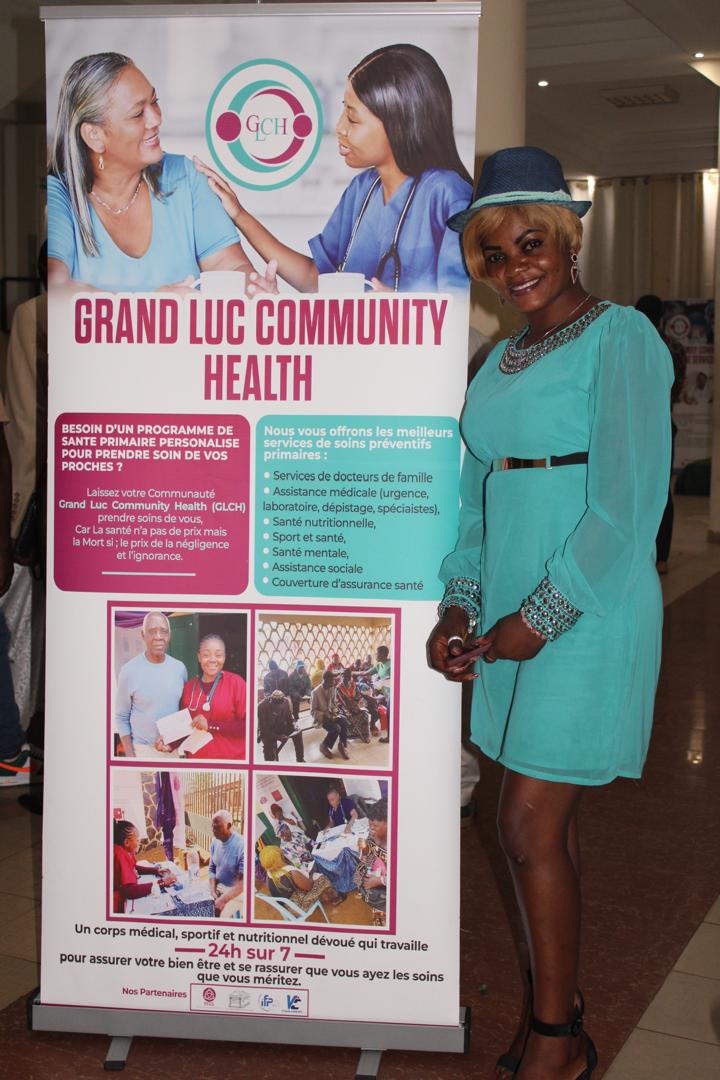 GLCH
GRAND LUC COMMUNITY
HEALTH
BESOIN D'UN PROGRAMME DE
SANTE PRIMAIRE PERSONALISE
POUR PRENDRE SOIN DE VOS
PROCHES ?
Laissez votre Communauté
Grand Luc Community Health (GLCH)
prendre soins de vous,
Car La santé n'a pas de prix mais
la Mort si ; le prix de la négligence
et l'ignorance.
Nous vous offrons les meilleurs
services de soins préventifs
primaires :
• Services de docteurs de famille
• Assistance médicale (urgence,
laboratoire, dépistage, spéciaistes),
• Santé nutritionnelle,
• Sport et santé,
• Santé mentale,
• Assistance sociale
• Couverture d'assurance santé
Un corps médical, sportif et nutritionnel dévoué qui travaille
24h sur 7
pour assurer votre bien être et se rassurer que vous ayez les soins
que vous méritez.
Nos Partenaires